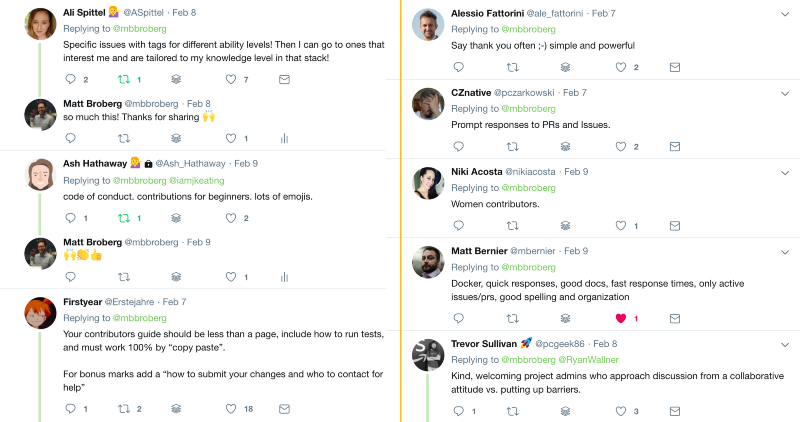 Ali Spittel 🙋‍♀️ @ASpittel · Feb 8
Replying to @mbbroberg
Specific issues with tags for different ability levels! Then I can go to ones that
interest me and are tailored to my knowledge level in that stack!
2 1 7
Matt Broberg @mbbroberg · Feb 8
so much this! Thanks for sharing 🙌
1
Ash Hathaway 🙋‍♀️ 🔒 @Ash_Hathaway · Feb 9
Replying to @mbbroberg @iamjkeating
code of conduct. contributions for beginners. lots of emojis.
1 1 2
Matt Broberg @mbbroberg · Feb 9
🙌👏👍
1
Firstyear @Erstejahre · Feb 7
Replying to @mbbroberg
Your contributors guide should be less than a page, include how to run tests,
and must work 100% by “copy paste”.
For bonus marks add a “how to submit your changes and who to contact for
help”
1 2 18
Alessio Fattorini @ale_fattorini · Feb 7
Replying to @mbbroberg
Say thank you often ;-) simple and powerful
2
CZnative @pczarkowski · Feb 7
Replying to @mbbroberg
Prompt responses to PRs and Issues.
2
Niki Acosta @nikiacosta · Feb 9
Replying to @mbbroberg
Women contributors.
1
Matt Bernier @mbernier · Feb 9
Replying to @mbbroberg
Docker, quick responses, good docs, fast response times, only active
issues/prs, good spelling and organization
1
Trevor Sullivan 🚀 @pcgeek86 · Feb 8
Replying to @mbbroberg @RyanWallner
Kind, welcoming project admins who approach discussion from a collaborative
attitude vs. putting up barriers.
1 3